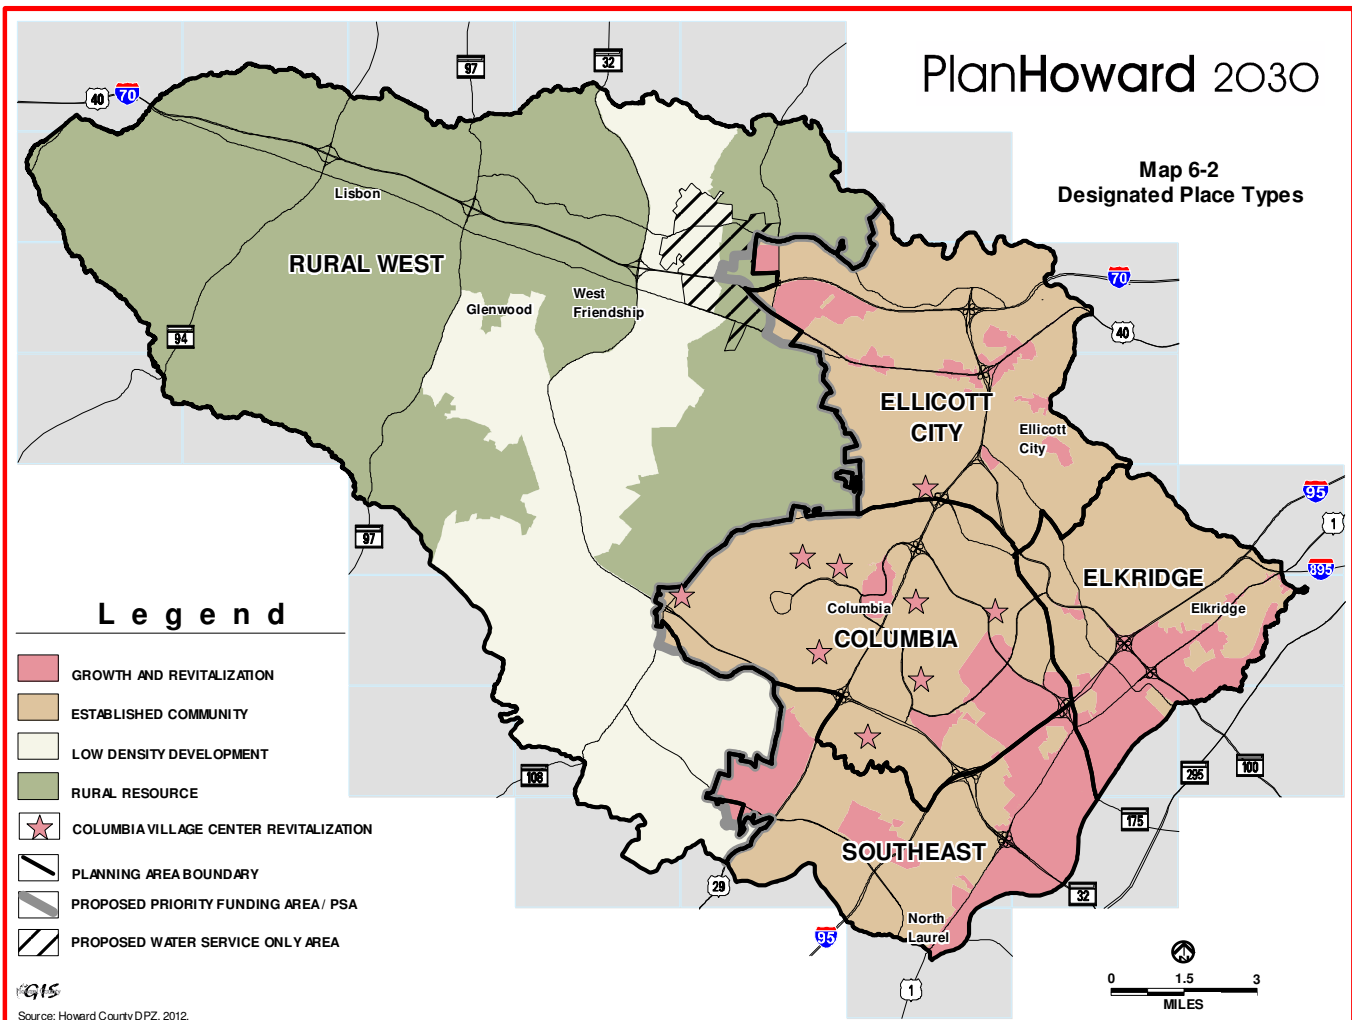 PlanHoward 2030
Map 6-2
Designated Place Types
40
70
97
32
Lisbon
RURAL WEST
Glenwood
West
Friendship
94
97
70
40
ELLICOTT
CITY
Ellicott
City
95
1
895
ELKRIDGE
Elkridge
Columbia
COLUMBIA
108
295
100
175
32
29
SOUTHEAST
North
Laurel
95
1
Legend
GROWTH AND REVITALIZATION
ESTABLISHED COMMUNITY
LOW DENSITY DEVELOPMENT
RURAL RESOURCE
COLUMBIA VILLAGE CENTER REVITALIZATION
PLANNING AREA BOUNDARY
PROPOSED PRIORITY FUNDING AREA / PSA
PROPOSED WATER SERVICE ONLY AREA
N
0 1.5 3
MILES
GIS
Source: Howard County DPZ, 2012.